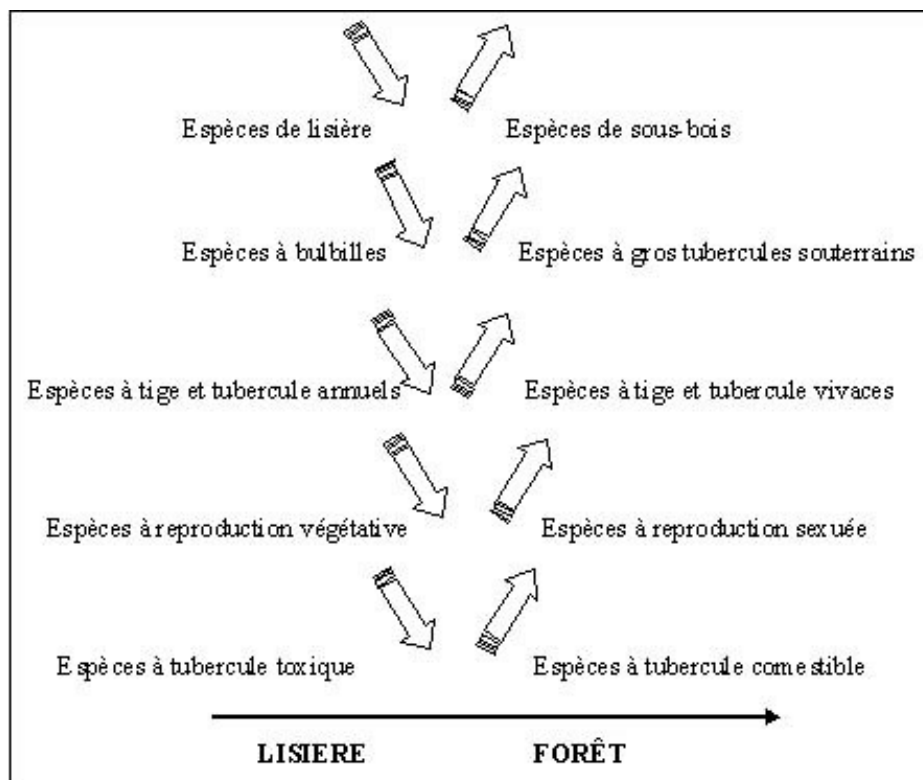 Espèces de lisière Espèces de sous-bois
Espèces à bulbilles Espèces à gros tubercules souterrains
Espèces à tige et tubercule annuels Espèces à tige et tubercule vivaces
Espèces à reproduction végétative Espèces à reproduction sexuée
Espèces à tubercule toxique Espèces à tubercule comestible
LISIERE FORÊT